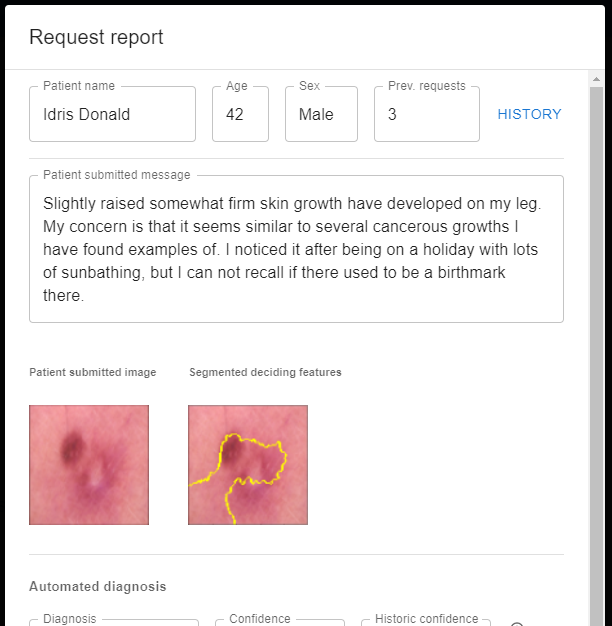 Request report
Patient name Age Sex Prev. requests
Idris Donald 42 Male 3 HISTORY
Patient submitted message
Slightly raised somewhat firm skin growth have developed on my leg.
My concern is that it seems similar to several cancerous growths I
have found examples of. I noticed it after being on a holiday with lots
of sunbathing, but I can not recall if there used to be a birthmark
there.
Patient submitted image Segmented deciding features
Automated diagnosis
Diagnosis Confidence Historic confidence